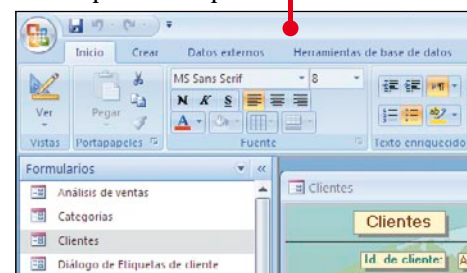 Inicio Crear Datos externos Herramientas de base de datos
MS Sans Serif 8
Ver Pegar N K S
A
Vistas Portapapeles Fuente Texto enriquecido
Formularios
Análisis de ventas
Categorías
Clientes
Diálogo de Etiquetas de cliente
Clientes
Clientes
Id. de cliente: